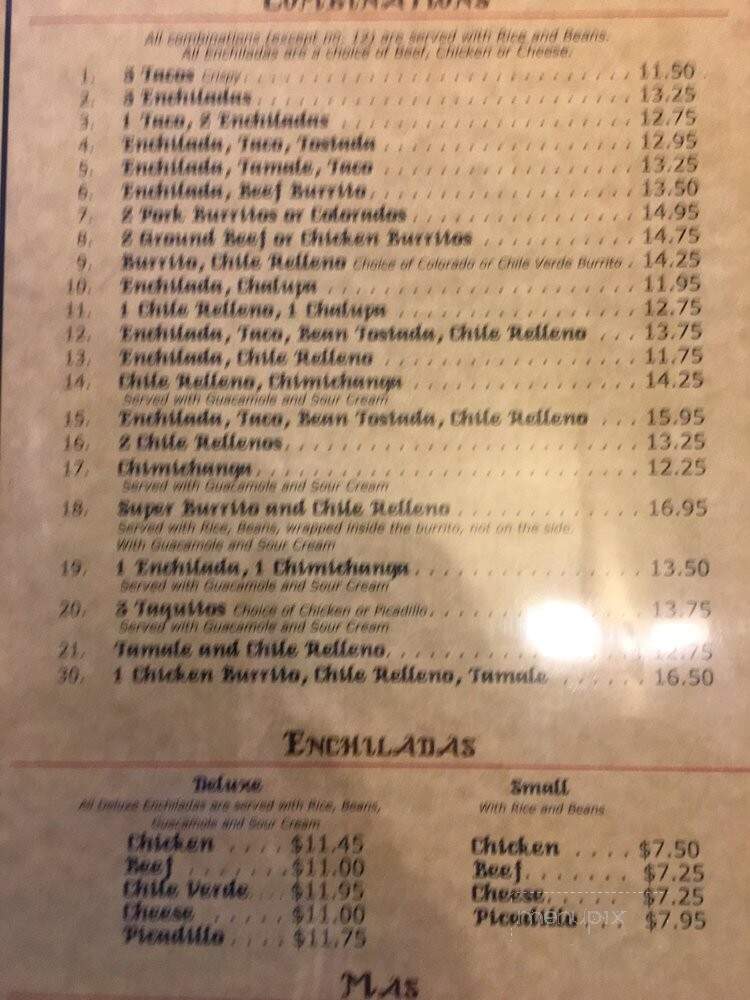 COMBINATIONS
All combinations (except no. 12) are served with Rice and Beans.
All Enchiladas are a choice of Beef, Chicken or Cheese.
1. 3 Tacos Crispy 11.50
2. 3 Enchiladas 13.25
3. 1 Taco, 2 Enchiladas 12.75
4. Enchilada, Taco, Tostada 12.95
5. Enchilada, Tamale, Taco 13.25
6. Enchilada, Beef Burrito 13.50
7. 2 Pork Burritos or Colorados 14.95
8. 2 Ground Beef or Chicken Burritos 14.75
9. Burrito, Chile Relleno Choice of Colorado or Chile Verde Burrito 14.25
10. Enchilada, Chalupa 11.95
11. 1 Chile Relleno, 1 Chalupa 12.75
12. Enchilada, Taco, Bean Tostada, Chile Relleno 13.75
13. Enchilada, Chile Relleno 11.75
14. Chile Relleno, Chimichanga 14.25
Served with Guacamole and Sour Cream
15. Enchilada, Taco, Bean Tostada, Chile Relleno 15.95
16. 2 Chile Rellenos 13.25
17. Chimichanga 12.25
Served with Guacamole and Sour Cream
18. Super Burrito and Chile Relleno 16.95
Served with Rice, Beans, wrapped inside the burrito, not on the side.
With Guacamole and Sour Cream
19. 1 Enchilada, 1 Chimichanga 13.50
Served with Guacamole and Sour Cream
20. 3 Taquitos Choice of Chicken or Picadillo 13.75
Served with Guacamole and Sour Cream
21. Tamale and Chile Relleno 12.75
30. 1 Chicken Burrito, Chile Relleno, Tamale 16.50
ENCHILADAS
Deluxe
All Deluxe Enchiladas are served with Rice, Beans,
Guacamole and Sour Cream
Chicken $11.45
Beef $11.00
Chile Verde $11.95
Cheese $11.00
Picadillo $11.75
Small
With Rice and Beans
Chicken $7.50
Beef $7.25
Cheese $7.25
Picadillo $7.95
menupix
MAS